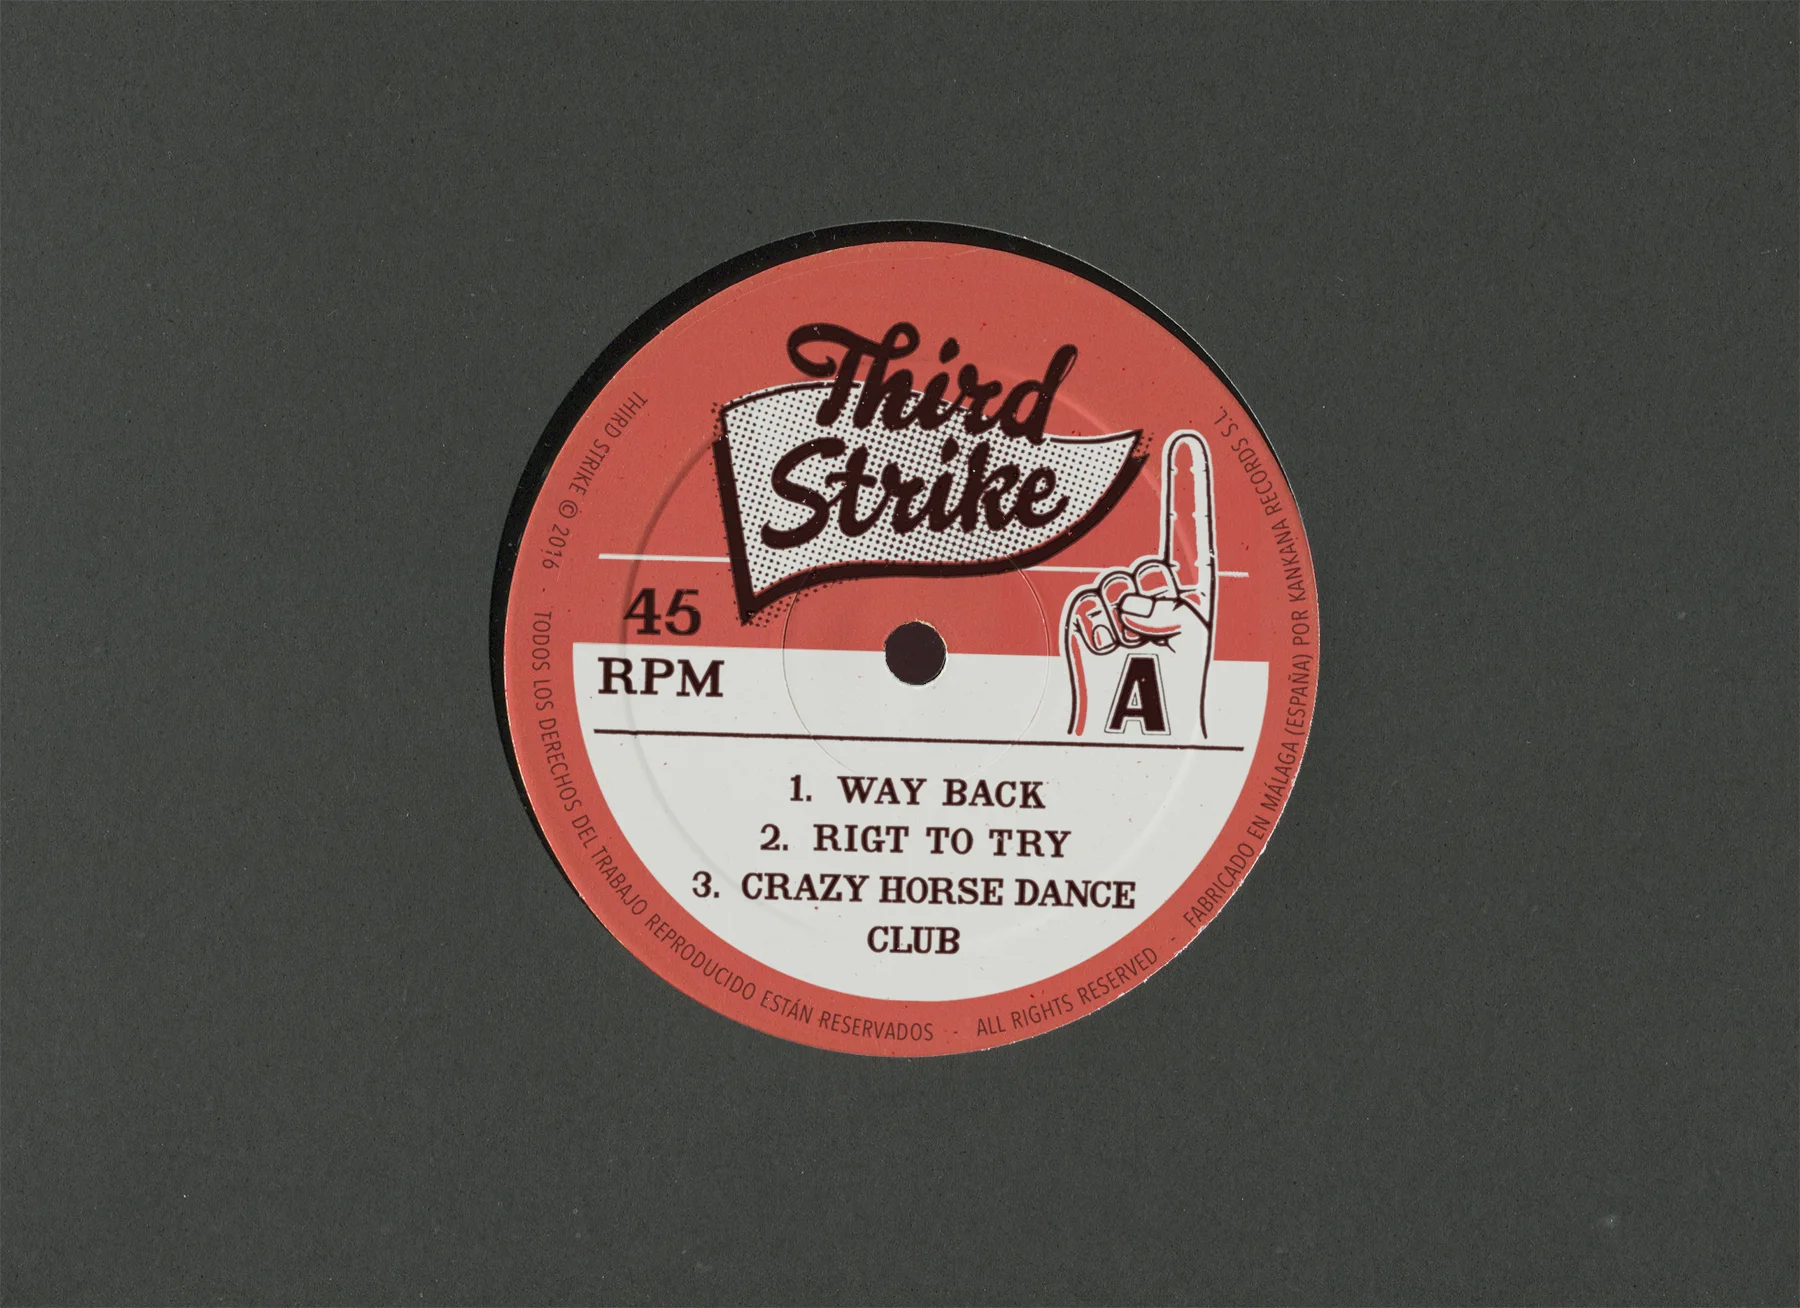 Third
Strike
45
RPM
A
1. WAY BACK
2. RIGT TO TRY
3. CRAZY HORSE DANCE
CLUB
THIRD STRIKE © 2016 - TODOS LOS DERECHOS DEL TRABAJO REPRODUCIDO ESTÁN RESERVADOS - ALL RIGHTS RESERVED - FABRICADO EN MÁLAGA (ESPAÑA) POR KANKANA RECORDS S.L.